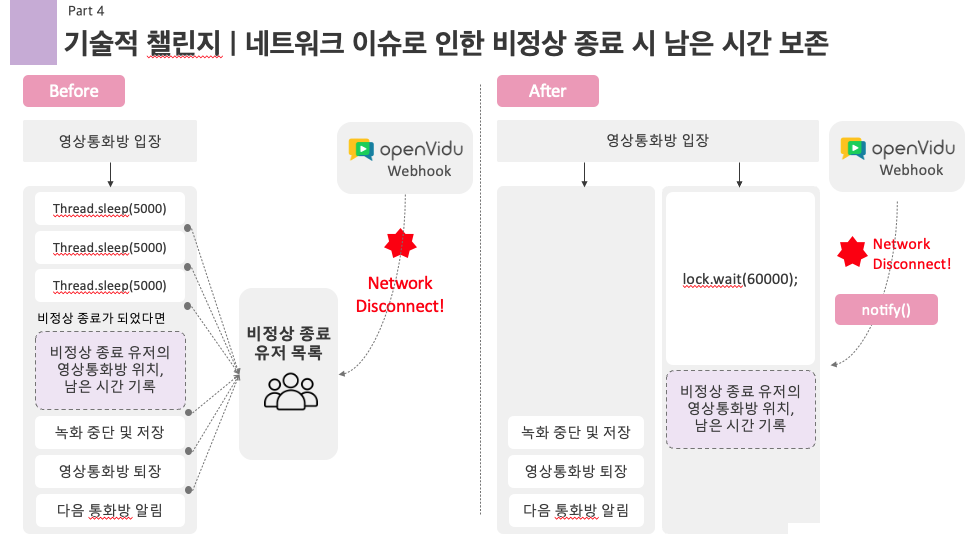 Part 4
기술적 챌린지 | 네트워크 이슈로 인한 비정상 종료 시 남은 시간 보존
Before
영상통화방 입장
Thread.sleep(5000)
Thread.sleep(5000)
Thread.sleep(5000)
비정상 종료가 되었다면
비정상 종료 유저의
영상통화방 위치,
남은 시간 기록
녹화 중단 및 저장
영상통화방 퇴장
다음 통화방 알림
openVidu
Webhook
Network
Disconnect!
비정상 종료
유저 목록
After
영상통화방 입장
녹화 중단 및 저장
영상통화방 퇴장
다음 통화방 알림
lock.wait(60000);
비정상 종료 유저의
영상통화방 위치,
남은 시간 기록
openVidu
Webhook
Network
Disconnect!
notify()